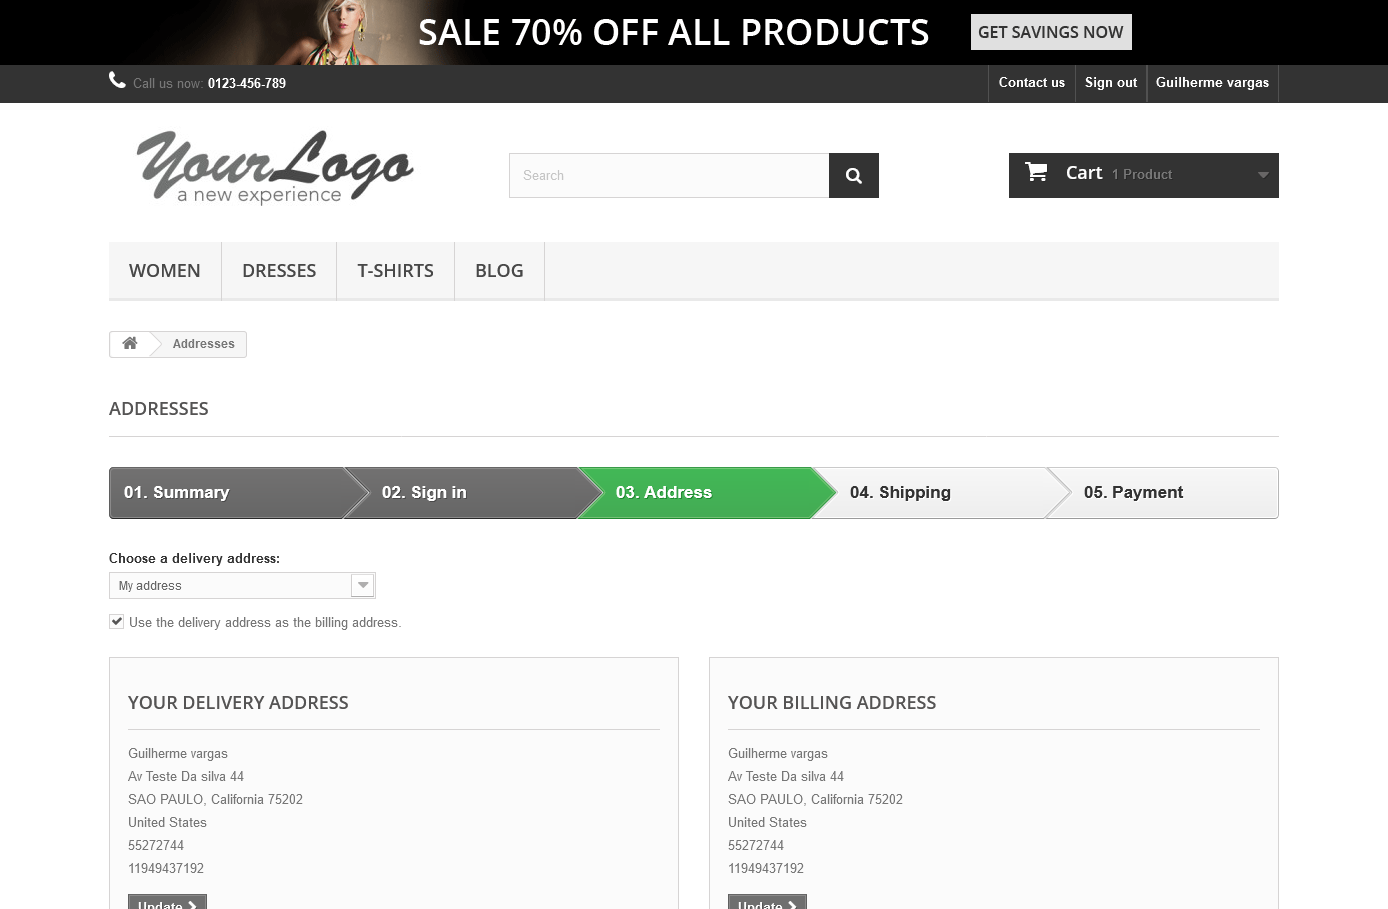 SALE 70% OFF ALL PRODUCTS GET SAVINGS NOW
Call us now: 0123-456-789
Contact us Sign out Guilherme vargas
YourLogo
a new experience
Search
Cart 1 Product
WOMEN DRESSES T-SHIRTS BLOG
Addresses
ADDRESSES
01. Summary 02. Sign in 03. Address 04. Shipping 05. Payment
Choose a delivery address:
My address
Use the delivery address as the billing address.
YOUR DELIVERY ADDRESS
Guilherme vargas
Av Teste Da silva 44
SAO PAULO, California 75202
United States
55272744
11949437192
Update
YOUR BILLING ADDRESS
Guilherme vargas
Av Teste Da silva 44
SAO PAULO, California 75202
United States
55272744
11949437192
Update